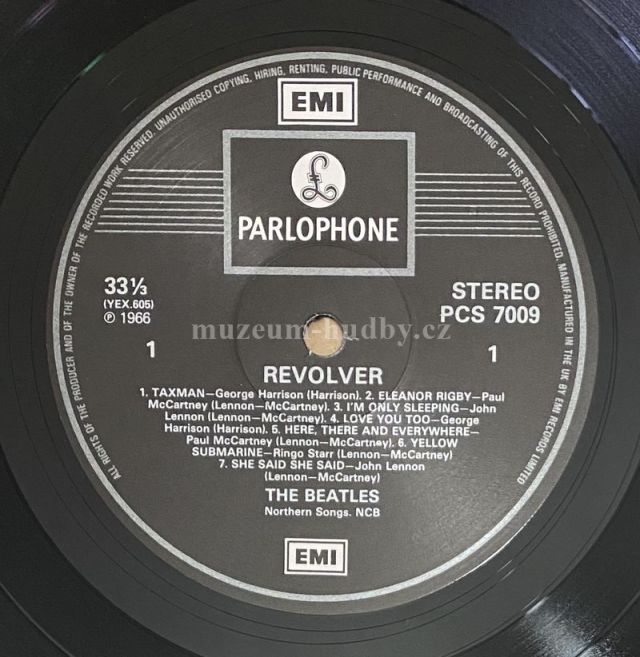 ALL RIGHTS OF THE PRODUCER AND OF THE OWNER OF THE RECORDED WORK RESERVED. UNAUTHORISED COPYING, HIRING, RENTING, PUBLIC PERFORMANCE AND BROADCASTING OF THIS RECORD PROHIBITED. MANUFACTURED IN THE UK BY EMI RECORDS LIMITED
EMI
£
PARLOPHONE
33⅓
(YEX.605)
℗ 1966
STEREO
PCS 7009
muzeum-hudby.cz
1
1
REVOLVER
1. TAXMAN—George Harrison (Harrison). 2. ELEANOR RIGBY—Paul
McCartney (Lennon—McCartney). 3. I'M ONLY SLEEPING—John
Lennon (Lennon—McCartney). 4. LOVE YOU TOO—George
Harrison (Harrison). 5. HERE, THERE AND EVERYWHERE—
Paul McCartney (Lennon—McCartney). 6. YELLOW
SUBMARINE—Ringo Starr (Lennon—McCartney)
7. SHE SAID SHE SAID—John Lennon
(Lennon—McCartney)
THE BEATLES
Northern Songs. NCB
EMI